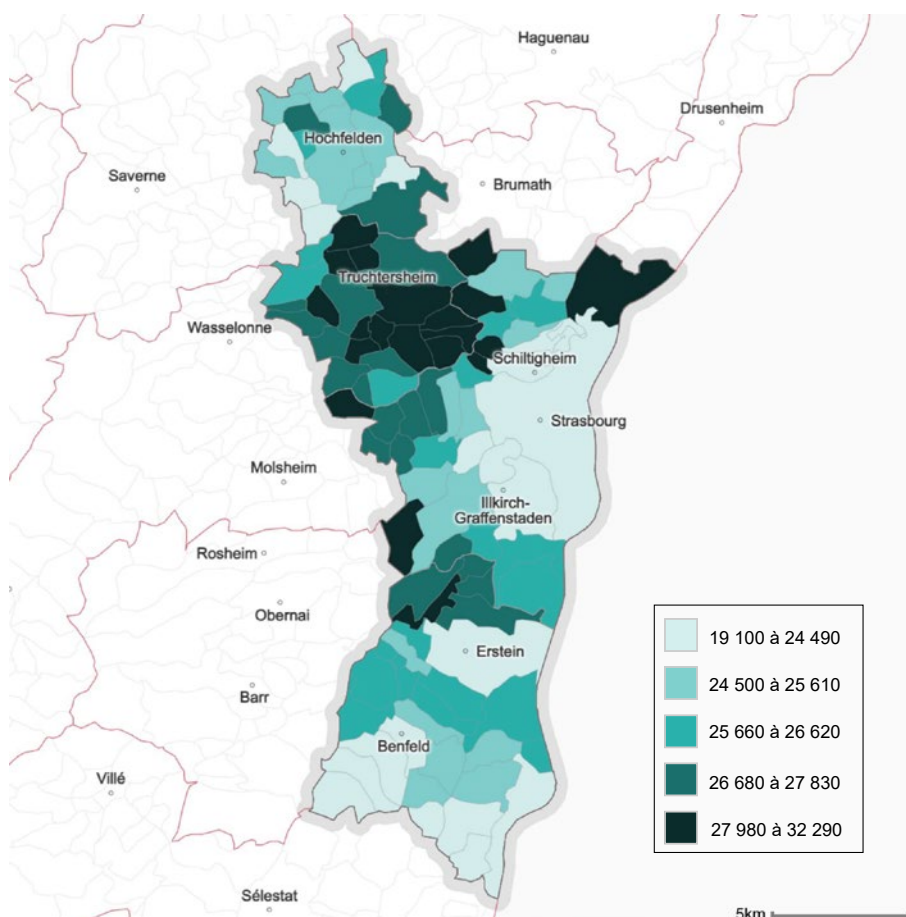 Haguenau
Drusenheim
Hochfelden
Saverne
Brumath
Truchtersheim
Wasselonne
Schiltigheim
Strasbourg
Molsheim
Illkirch-
Graffenstaden
Rosheim
Obernai
19 100 à 24 490
Erstein
24 500 à 25 610
Barr
25 660 à 26 620
Benfeld
Villé
26 680 à 27 830
27 980 à 32 290
Sélestat
5km